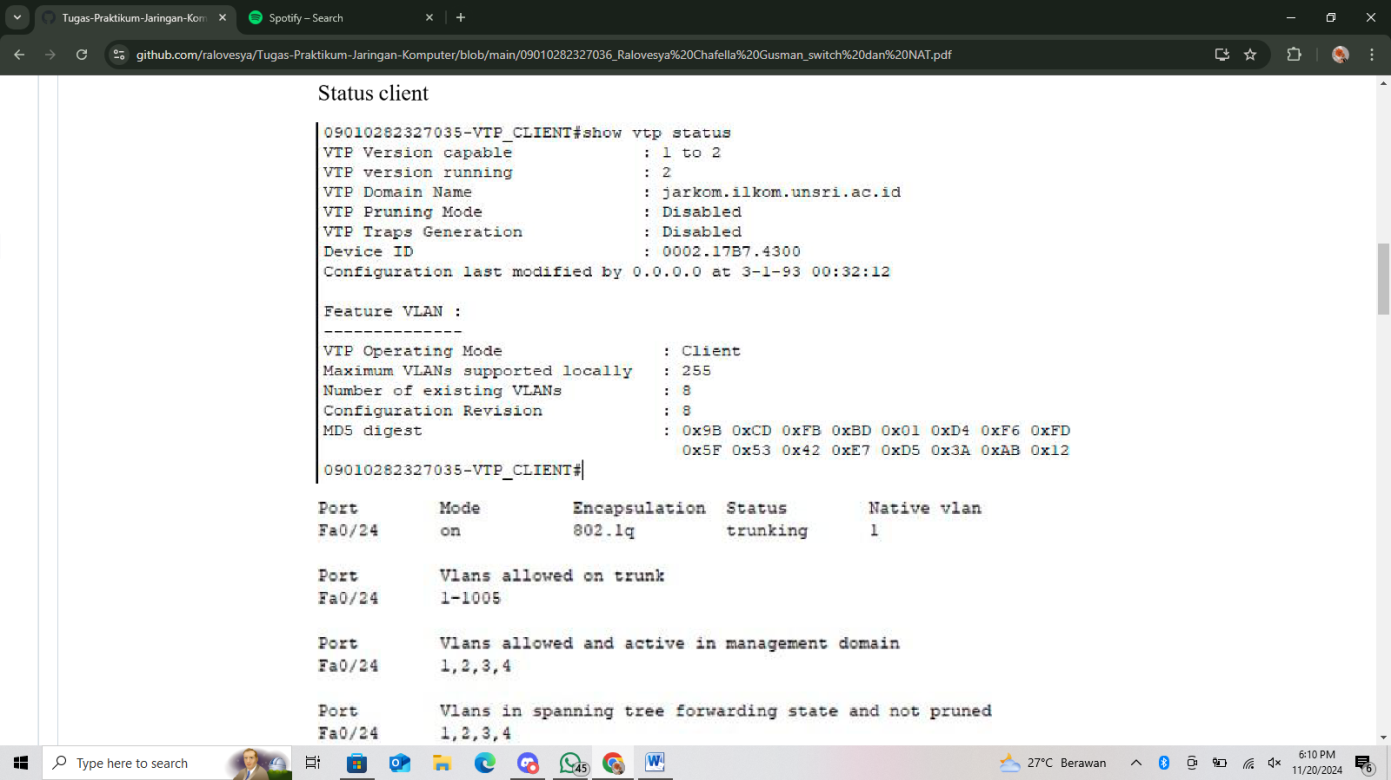 Tugas-Praktikum-Jaringan-Kom
Spotify – Search
github.com/ralovesya/Tugas-Praktikum-Jaringan-Komputer/blob/main/09010282327036_Ralovesya%20Chafella%20Gusman_switch%20dan%20NAT.pdf
Status client
09010282327035-VTP_CLIENT#show vtp status
VTP Version capable : 1 to 2
VTP version running : 2
VTP Domain Name : jarkom.ilkom.unsri.ac.id
VTP Pruning Mode : Disabled
VTP Traps Generation : Disabled
Device ID : 0002.17B7.4300
Configuration last modified by 0.0.0.0 at 3-1-93 00:32:12
Feature VLAN :
--------------
VTP Operating Mode : Client
Maximum VLANs supported locally : 255
Number of existing VLANs : 8
Configuration Revision : 8
MD5 digest : 0x9B 0xCD 0xFB 0xBD 0x01 0xD4 0xF6 0xFD
0x5F 0x53 0x42 0xE7 0xD5 0x3A 0xAB 0x12
09010282327035-VTP_CLIENT#
Port Mode Encapsulation Status Native vlan
Fa0/24 on 802.1q trunking 1
Port Vlans allowed on trunk
Fa0/24 1-1005
Port Vlans allowed and active in management domain
Fa0/24 1,2,3,4
Port Vlans in spanning tree forwarding state and not pruned
Fa0/24 1,2,3,4
Type here to search
45
27°C Berawan
6:10 PM
11/20/2024
6